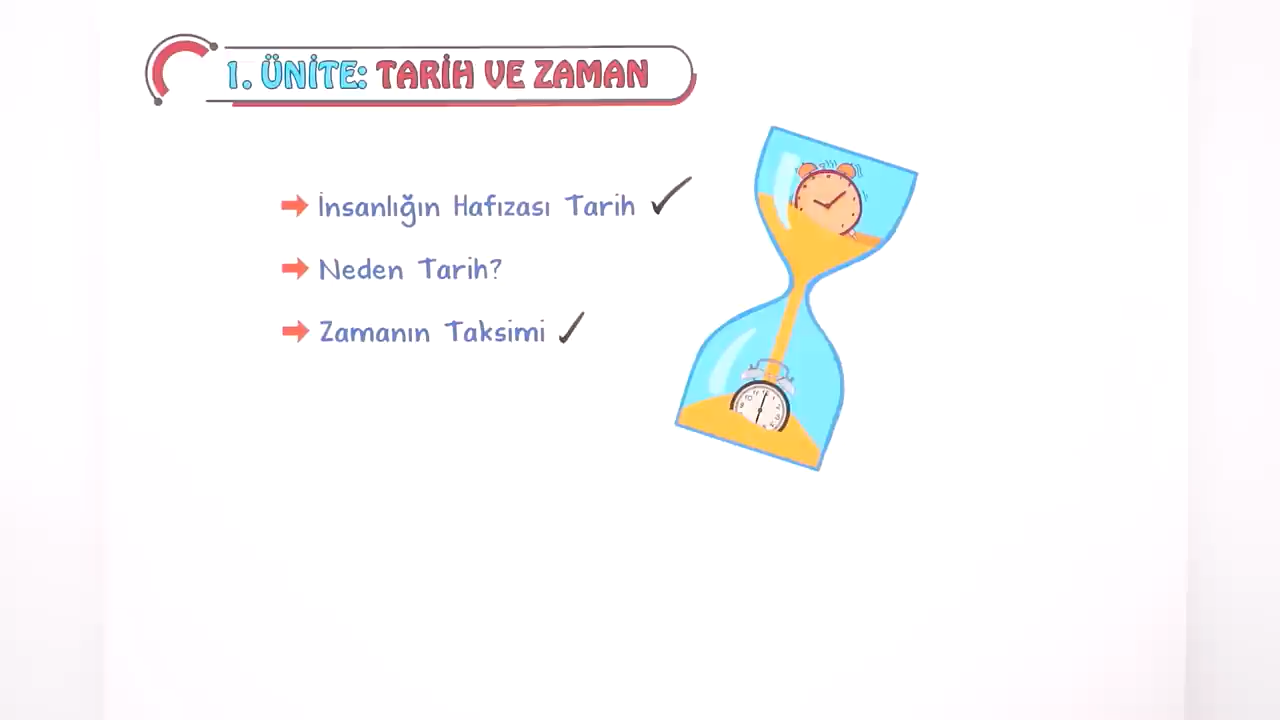 1. ÜNİTE: TARİH VE ZAMAN
İnsanlığın Hafızası Tarih
Neden Tarih?
Zamanın Taksimi